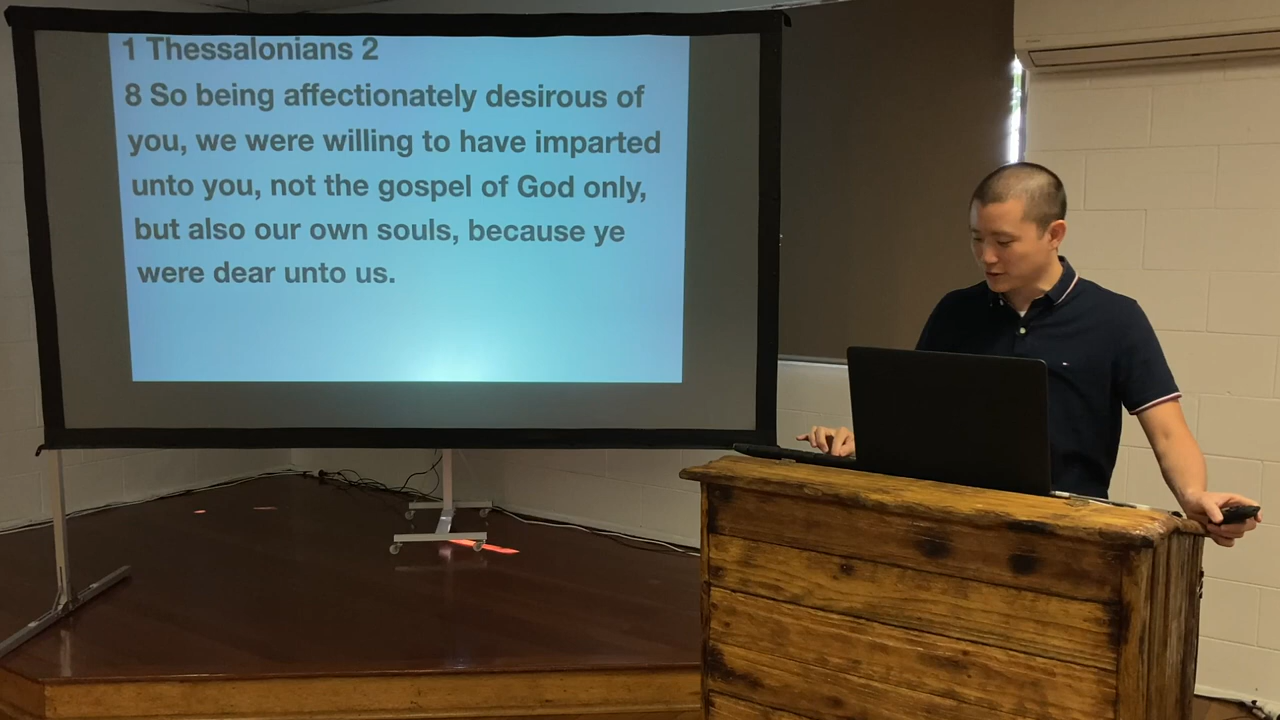 1 Thessalonians 2
8 So being affectionately desirous of
you, we were willing to have imparted
unto you, not the gospel of God only,
but also our own souls, because ye
were dear unto us.